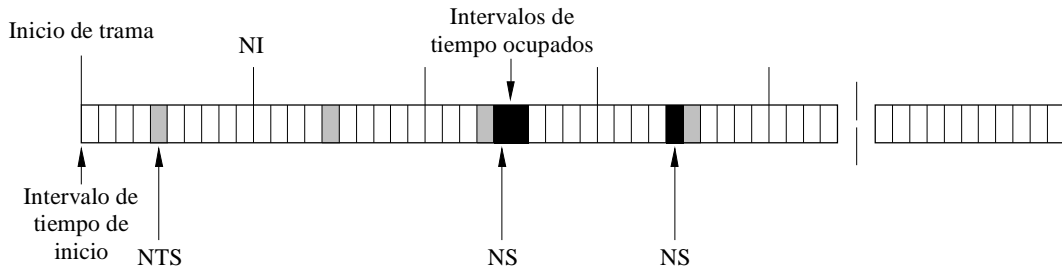 Inicio de trama
NI
Intervalos de
tiempo ocupados
Intervalo de
tiempo de
inicio
NTS
NS
NS